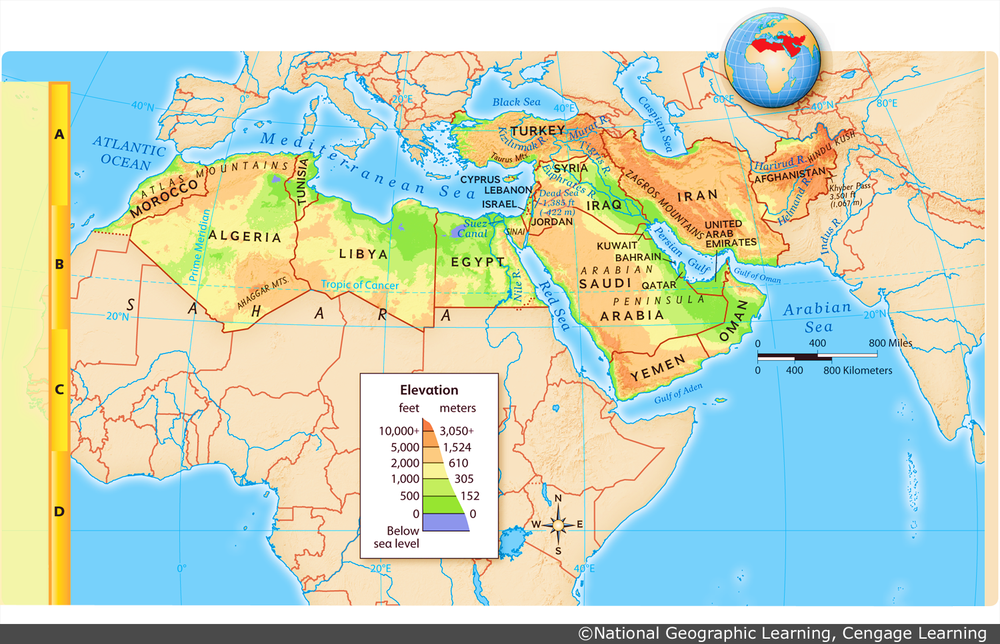 A
B
C
D
40°N
0°
20°E
Black Sea
40°E
Caspian Sea
60°E
40°N
80°E
ATLANTIC
OCEAN
Mediterranean Sea
TURKEY
Kizilirmak R.
Murat R.
Taurus Mts.
Tigris R.
HINDU KUSH
Harirud R.
AFGHANISTAN
Helmand R.
Khyber Pass
3,501 ft
(1,067 m)
ATLAS MOUNTAINS
MOROCCO
TUNISIA
CYPRUS
LEBANON
ISRAEL
SYRIA
Euphrates R.
Dead Sea
-1,385 ft
(-422 m)
JORDAN
IRAQ
ZAGROS MOUNTAINS
IRAN
Prime Meridian
ALGERIA
LIBYA
EGYPT
Suez
Canal
SINAI
KUWAIT
BAHRAIN
Persian Gulf
UNITED
ARAB
EMIRATES
Indus R.
Gulf of Oman
AHAGGAR MTS.
Tropic of Cancer
Nile R.
Red Sea
ARABIAN
SAUDI
QATAR
PENINSULA
ARABIA
OMAN
YEMEN
Gulf of Aden
Arabian
Sea
20°N
20°N
SAHARA
0 400 800 Miles
0 400 800 Kilometers
Elevation
feet meters
10,000+ 3,050+
5,000 1,524
2,000 610
1,000 305
500 152
0 0
Below
sea level
N
W E
S
0°
20°E
40°E
©National Geographic Learning, Cengage Learning